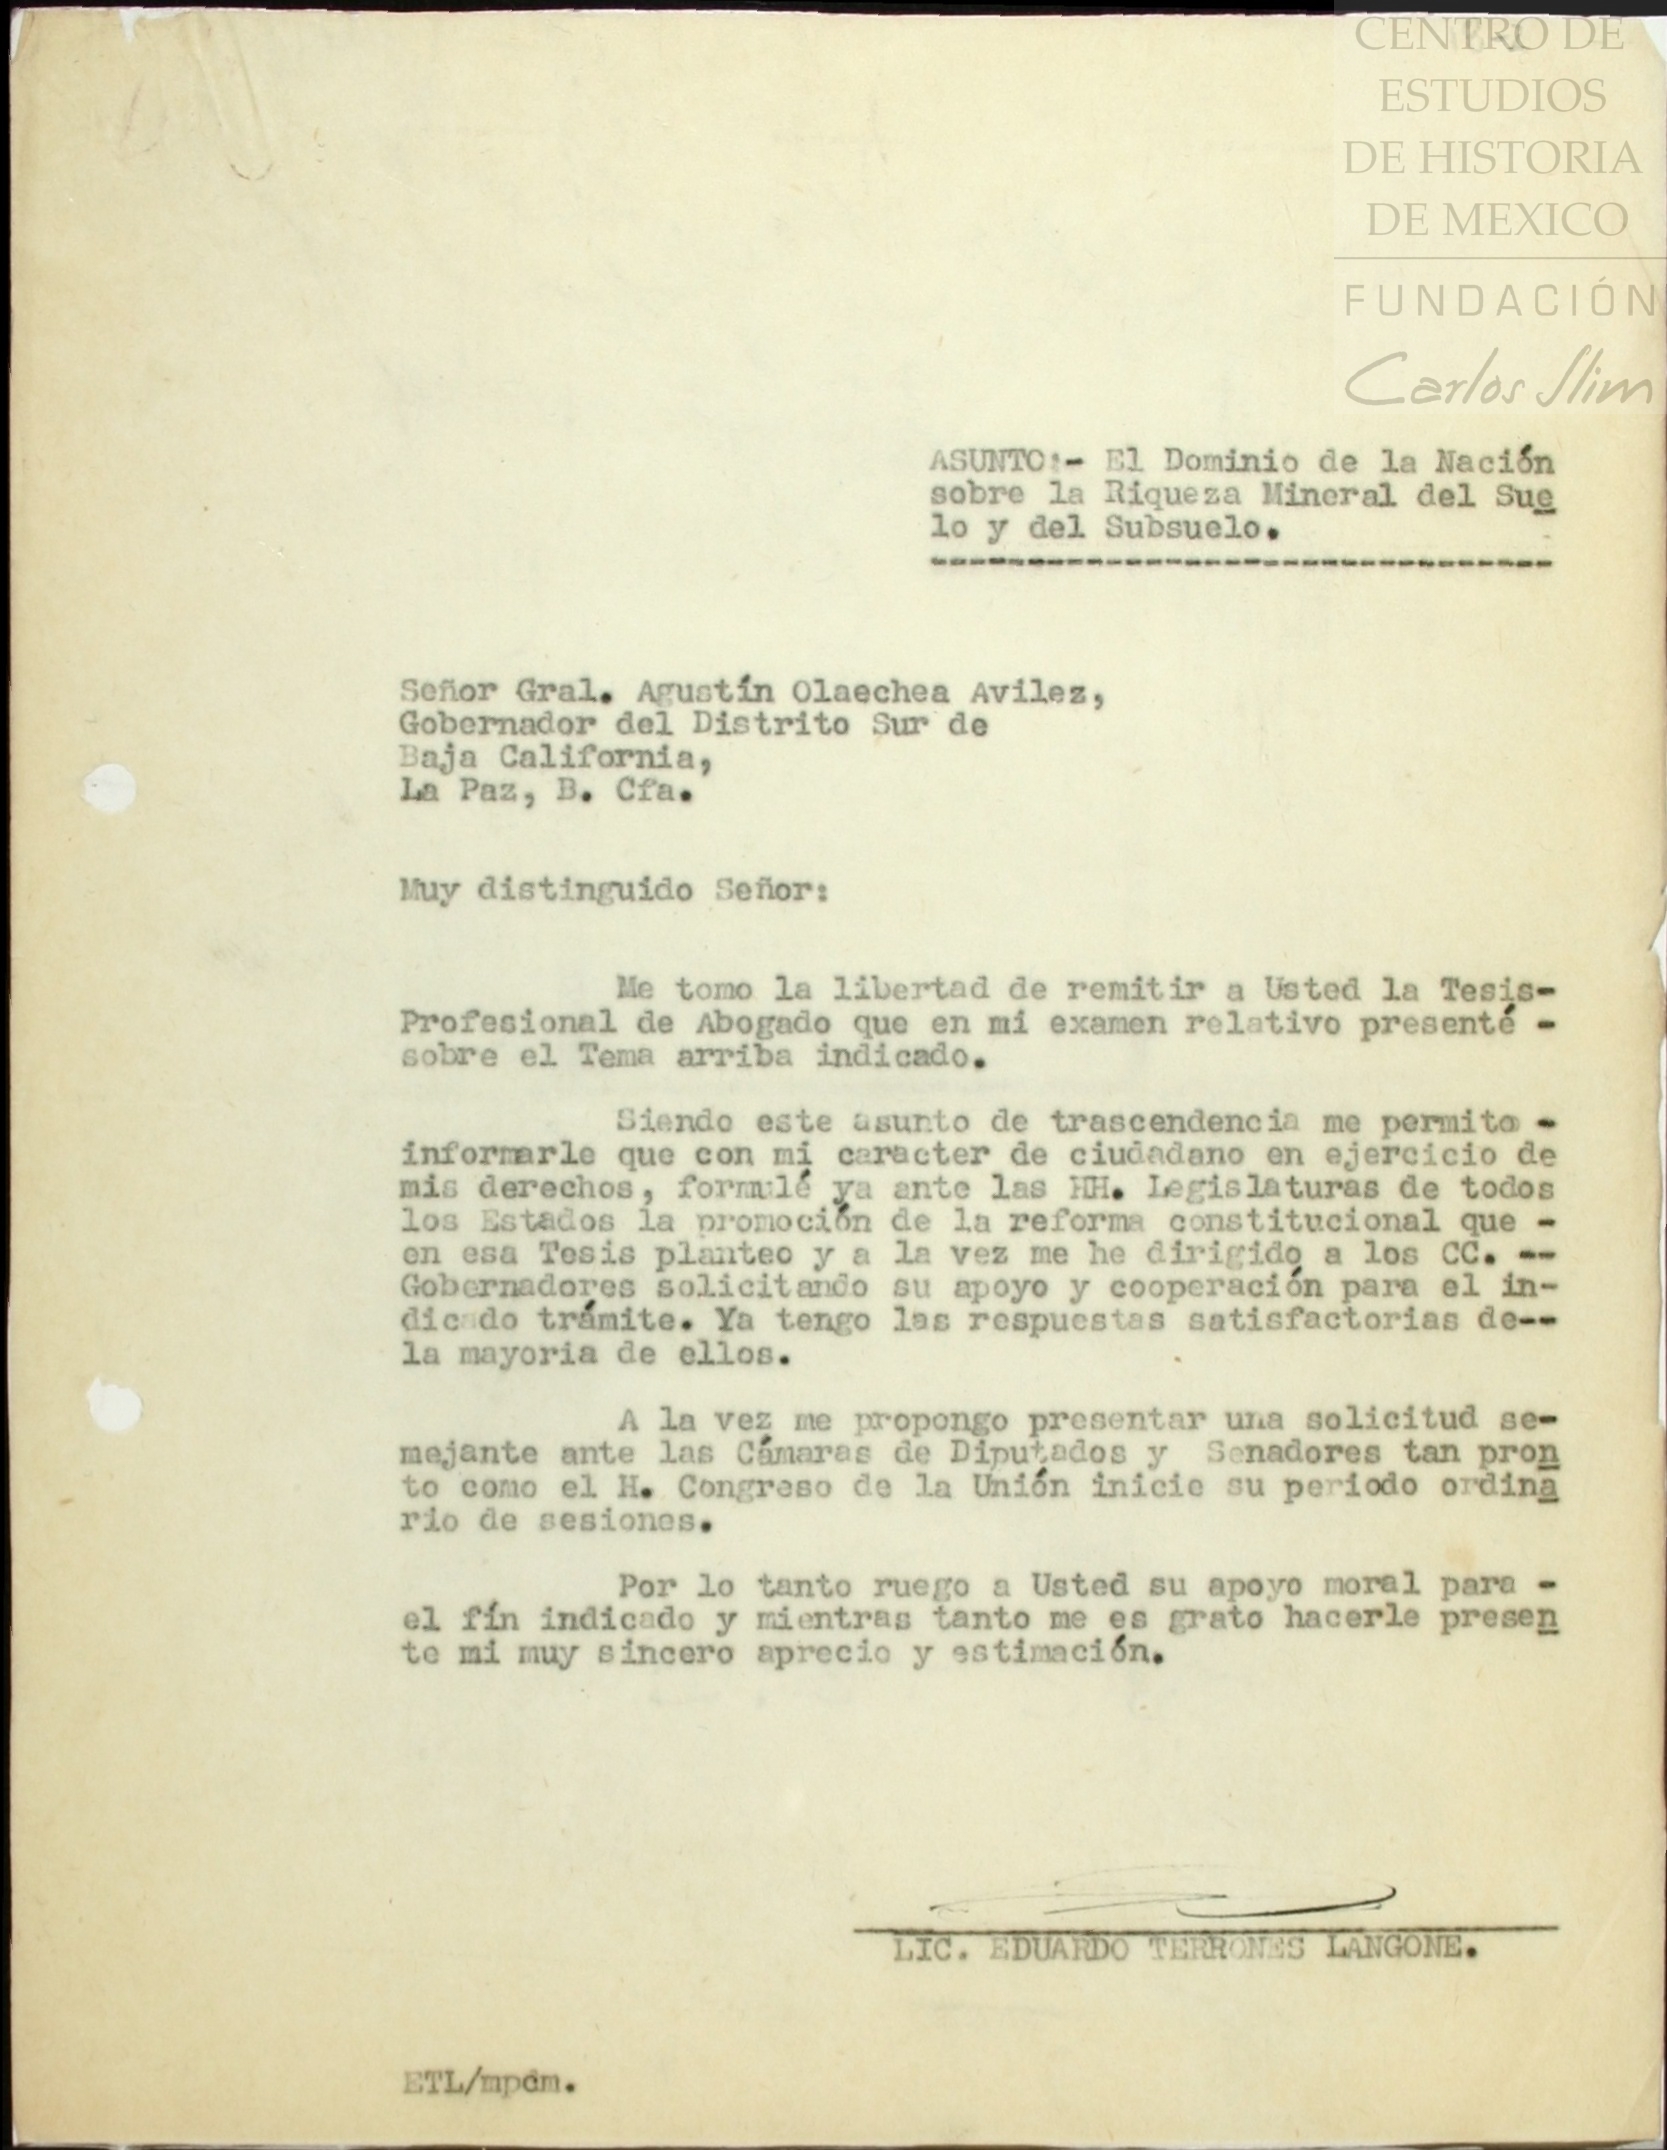 CENTRO DE
ESTUDIOS
DE HISTORIA
DE MEXICO
FUNDACIÓN
Carlos Slim
ASUNTO:- El Dominio de la Nación
sobre la Riqueza Mineral del Sue
lo y del Subsuelo.
--------------------------------
Señor Gral. Agustín Olaechea Avilez,
Gobernador del Distrito Sur de
Baja California,
La Paz, B. Cfa.
Muy distinguido Señor:
Me tomo la libertad de remitir a Usted la Tesis-
Profesional de Abogado que en mi examen relativo presenté -
sobre el Tema arriba indicado.
Siendo este asunto de trascendencia me permito -
informarle que con mi caracter de ciudadano en ejercicio de
mis derechos, formulé ya ante las HH. Legislaturas de todos
los Estados la promoción de la reforma constitucional que -
en esa Tesis planteo y a la vez me he dirigido a los CC. --
Gobernadores solicitando su apoyo y cooperación para el in-
dicado trámite. Ya tengo las respuestas satisfactorias de--
la mayoria de ellos.
A la vez me propongo presentar una solicitud se-
mejante ante las Cámaras de Diputados y Senadores tan pron
to como el H. Congreso de la Unión inicie su periodo ordina
rio de sesiones.
Por lo tanto ruego a Usted su apoyo moral para -
el fín indicado y mientras tanto me es grato hacerle presen
te mi muy sincero aprecio y estimación.
LIC. EDUARDO TERRONES LANGONE.
ETL/mpdm.